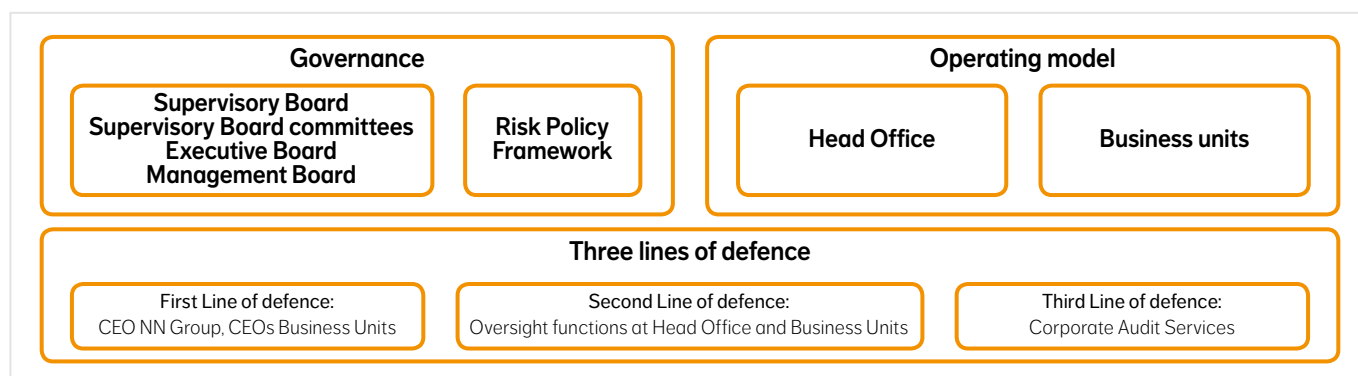 Governance
Supervisory Board
Supervisory Board committees
Executive Board
Management Board
Risk Policy
Framework
Operating model
Head Office
Business units
Three lines of defence
First Line of defence:
CEO NN Group, CEOs Business Units
Second Line of defence:
Oversight functions at Head Office and Business Units
Third Line of defence:
Corporate Audit Services